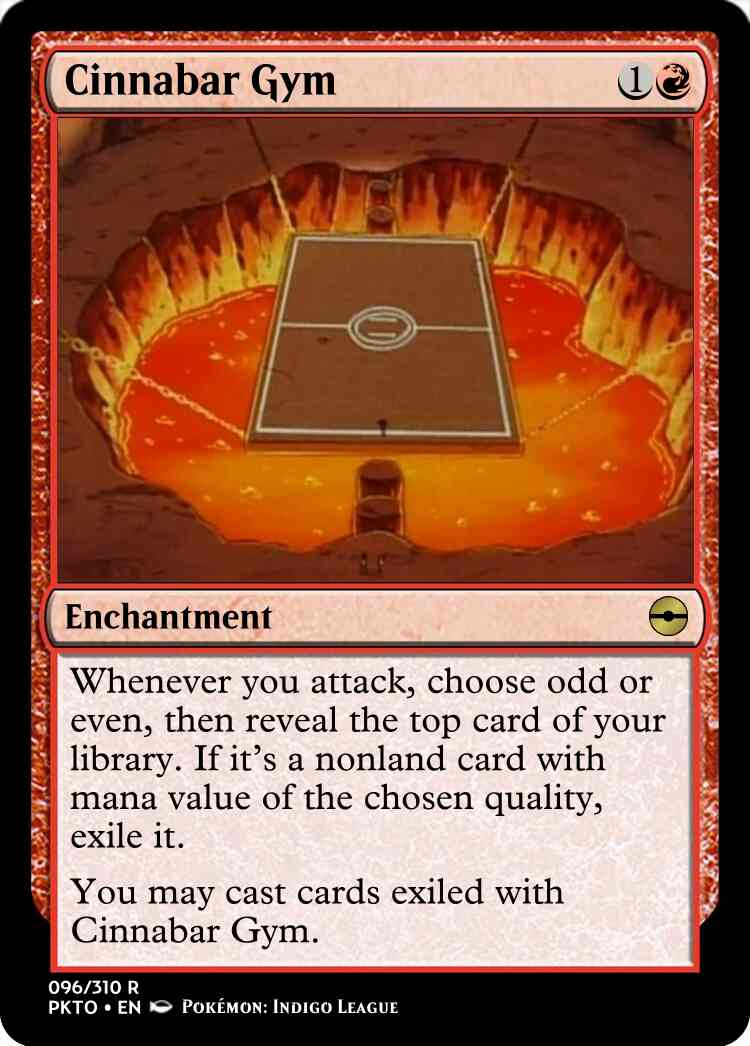 Cinnabar Gym 1
Enchantment
Whenever you attack, choose odd or
even, then reveal the top card of your
library. If it's a nonland card with
mana value of the chosen quality,
exile it.
You may cast cards exiled with
Cinnabar Gym.
096/310 R
PKTO • EN Pokémon: Indigo League